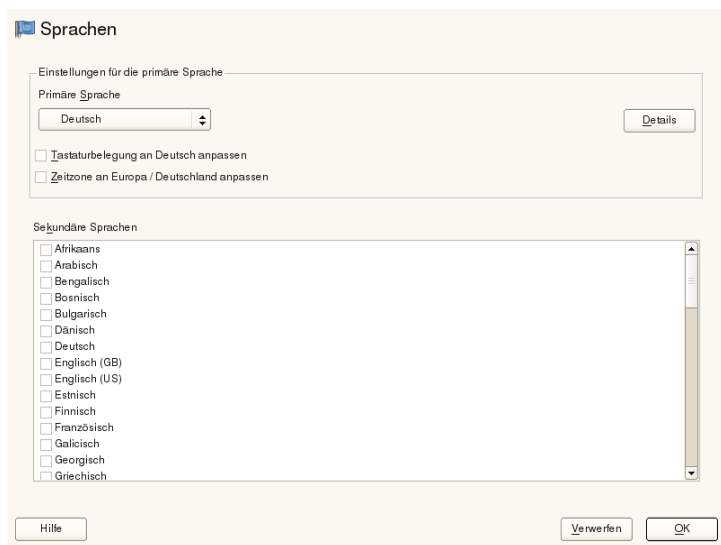 Sprachen
Einstellungen für die primäre Sprache
Primäre Sprache
Deutsch
Details
Tastaturbelegung an Deutsch anpassen
Zeitzone an Europa / Deutschland anpassen
Sekundäre Sprachen
Afrikaans
Arabisch
Bengalisch
Bosnisch
Bulgarisch
Dänisch
Deutsch
Englisch (GB)
Englisch (US)
Estnisch
Finnisch
Französisch
Galicisch
Georgisch
Griechisch
Hilfe
Verwerfen
OK